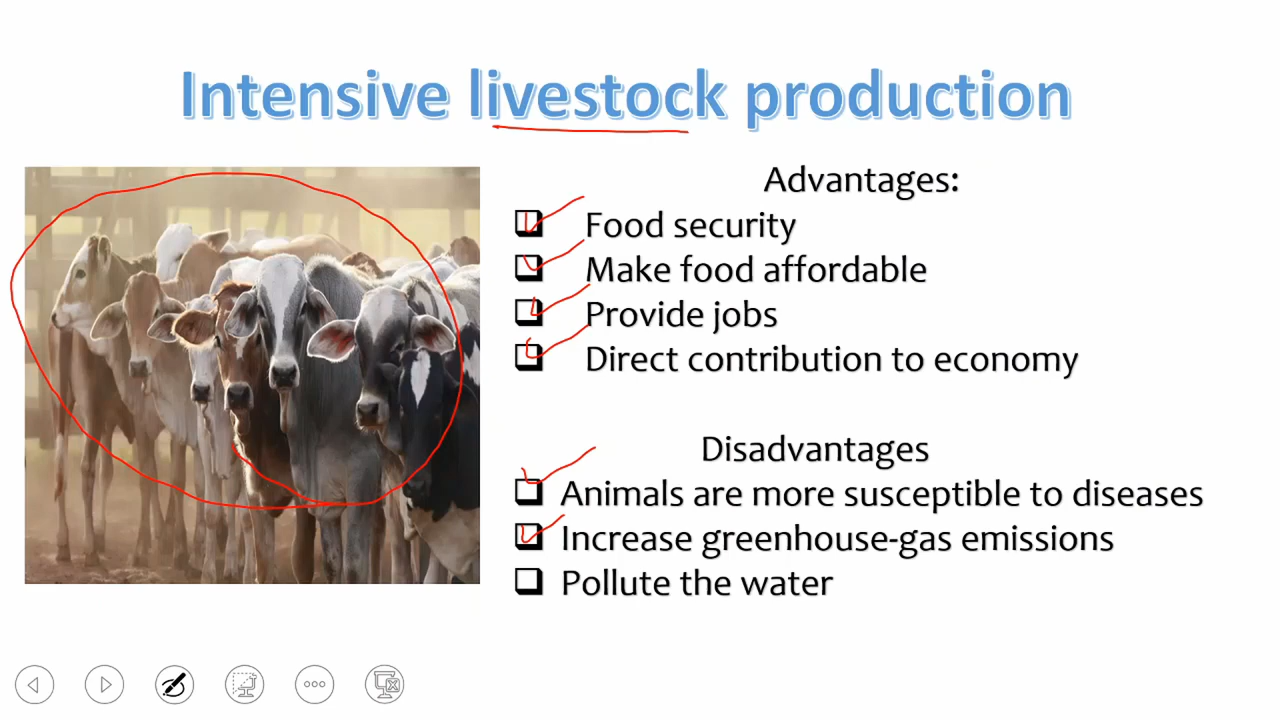 Intensive livestock production
Advantages:
Food security
Make food affordable
Provide jobs
Direct contribution to economy
Disadvantages
Animals are more susceptible to diseases
Increase greenhouse-gas emissions
Pollute the water